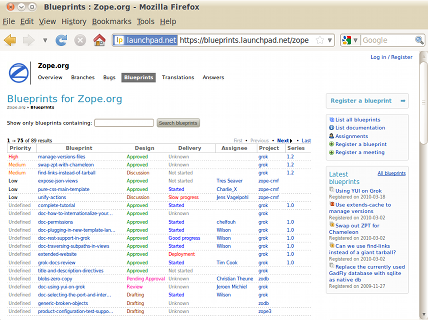 Blueprints : Zope.org - Mozilla Firefox
File Edit View History Bookmarks Tools Help
launchpad.net https://blueprints.launchpad.net/zope
Google
Log in / Register
Zope.org
Overview Branches Bugs Blueprints Translations Answers
Blueprints for Zope.org
Zope.org » Blueprints
Register a blueprint
Show only blueprints containing: Search blueprints
List all blueprints
List documentation
Assignments
Register a blueprint
Register a meeting
1 → 75 of 89 results First • Previous • Next • Last
Priority Blueprint Design Delivery Assignee Project Series
High manage-versions files Approved Unknown grok 1.2
Medium swap-zpt-with-chameleon Approved Unknown grok 1.2
Medium find-links-instead-of-tarball Discussion Not started grok 1.2
Low expose-json-views Approved Not started Tres Seaver zope-cmf
Low pure-css-main-template Approved Started Charlie_X zope-cmf
Low unify-actions Discussion Slow progress Jens Vagelpohl zope-cmf
Undefined complete-tutorial Approved Started grok 1.0
Undefined doc-how-to-internationalize-your... Approved Unknown grok
Undefined doc-permissions Approved Started cheltouh grok 1.0
Undefined doc-plugging-in-new-template-lan... Approved Started Wilson grok 1.0
Undefined doc-rest-support-in-grok Approved Good progress Wilson grok 1.0
Undefined doc-traversing-outpaths-in-views Approved Started Wilson grok 1.0
Undefined extended-website Approved Deployment grok 1.0
Undefined grok-docs-review Approved Started Tim Cook grok 1.0
Undefined title-and-description-directives Approved Not started grok
Undefined blobs-zexp-copy Pending Approval Unknown Christian Theune zodb
Undefined doc-using-yui-on-grok Review Unknown Jeroen Michiel grok
Undefined doc-selecting-the-port-and-inter... Drafting Started Wilson grok
Undefined generic-broken-objects Drafting Unknown zodb
Undefined product-configuration-test-suppo... Drafting Unknown zope3
Latest blueprints
All blueprints
Using YUI on Grok
Registered on 2010-03-18
Use extends-cache to manage versions
Registered on 2010-03-02
Swap out ZPT for Chameleon
Registered on 2010-03-02
Can we use find-links instead of a giant tarball?
Registered on 2010-03-02
Replace the currently used GadFly database with sqlite as native db
Registered on 2009-11-27